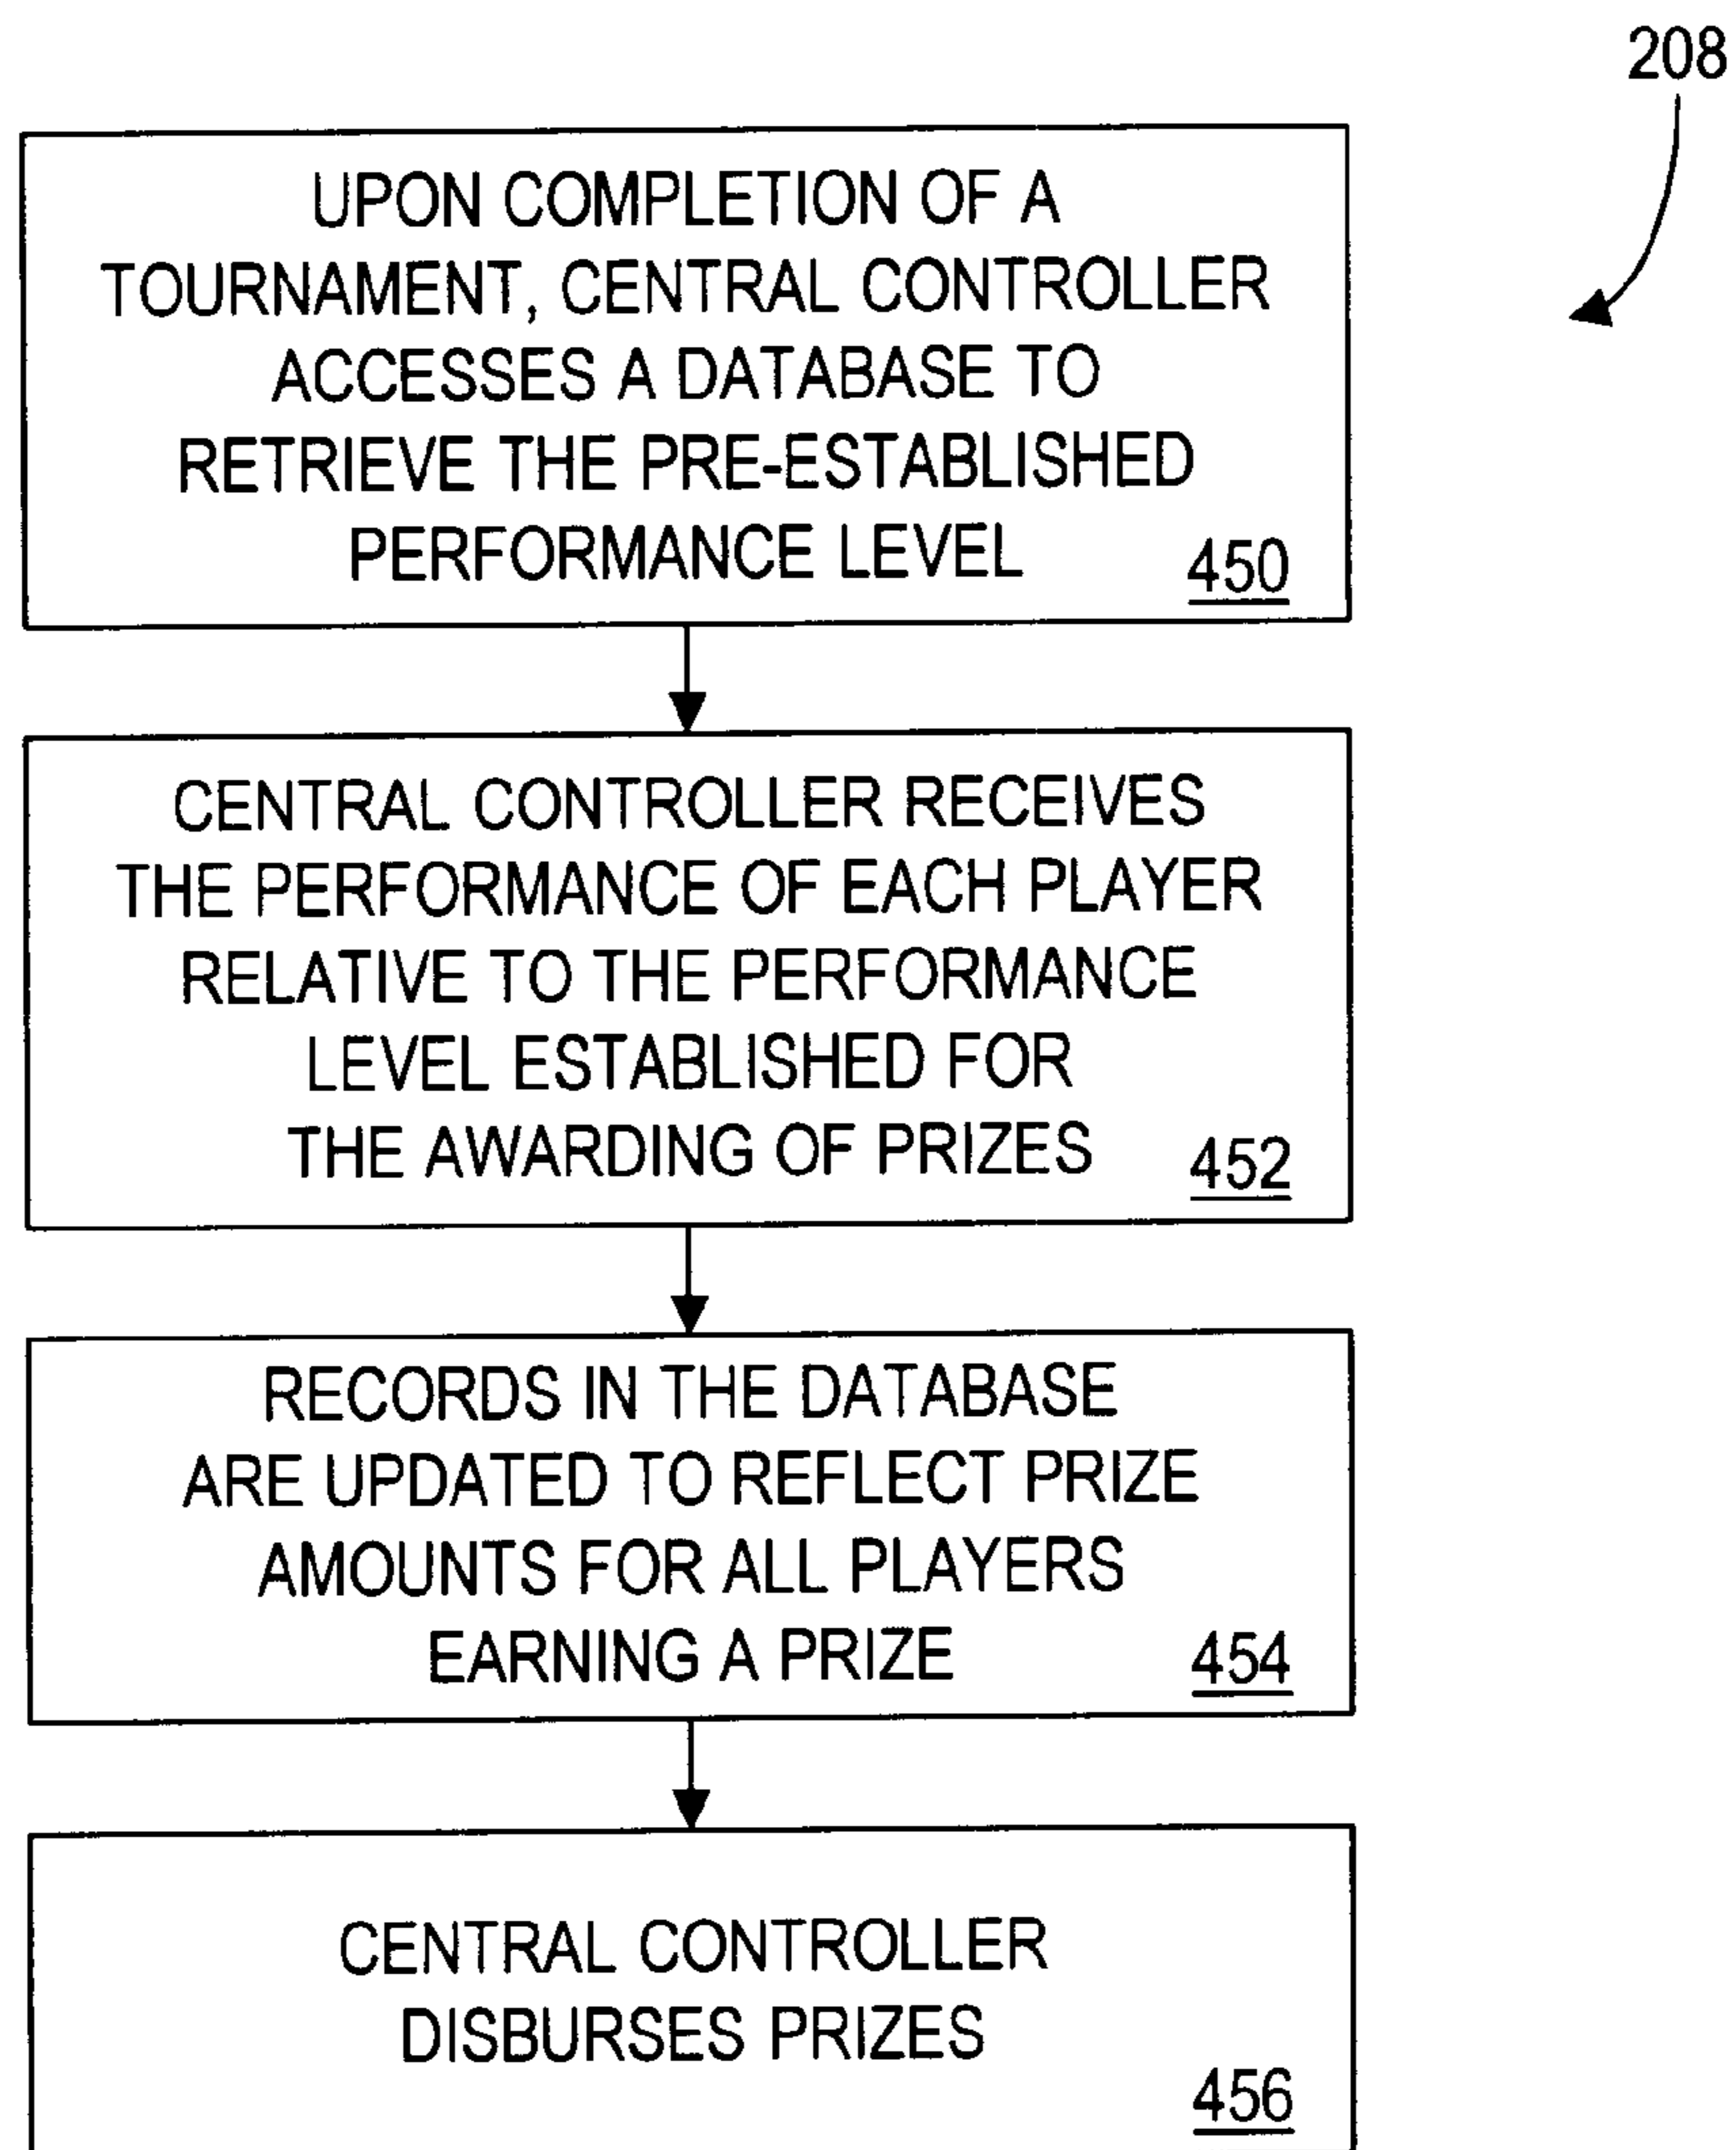 208
UPON COMPLETION OF A
TOURNAMENT, CENTRAL CONTROLLER
ACCESSES A DATABASE TO
RETRIEVE THE PRE-ESTABLISHED
PERFORMANCE LEVEL
450
CENTRAL CONTROLLER RECEIVES
THE PERFORMANCE OF EACH PLAYER
RELATIVE TO THE PERFORMANCE
LEVEL ESTABLISHED FOR
THE AWARDING OF PRIZES
452
RECORDS IN THE DATABASE
ARE UPDATED TO REFLECT PRIZE
AMOUNTS FOR ALL PLAYERS
EARNING A PRIZE
454
CENTRAL CONTROLLER
DISBURSES PRIZES
456